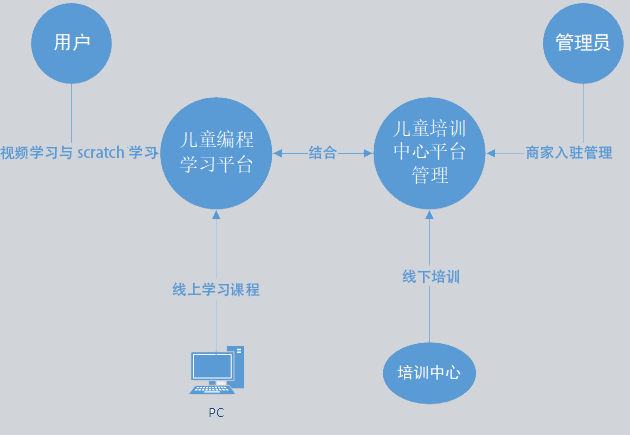 用户
管理员
儿童编程
学习平台
儿童培训
中心平台
管理
视频学习与 scratch 学习
结合
商家入驻管理
线上学习课程
线下培训
培训中心
PC